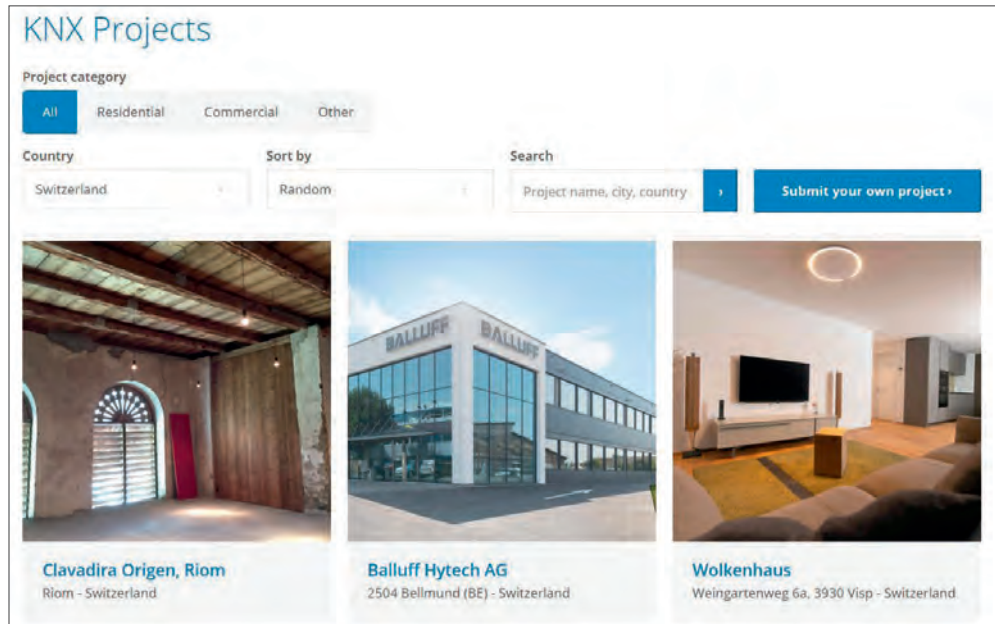 KNX Projects
Project category
All Residential Commercial Other
Country Sort by Search
Switzerland Random Project name, city, country › Submit your own project ›
BALLUFF BALLUFF
Clavadira Origen, Riom Balluff Hytech AG Wolkenhaus
Riom - Switzerland 2504 Bellmund (BE) - Switzerland Weingartenweg 6a, 3930 Visp - Switzerland